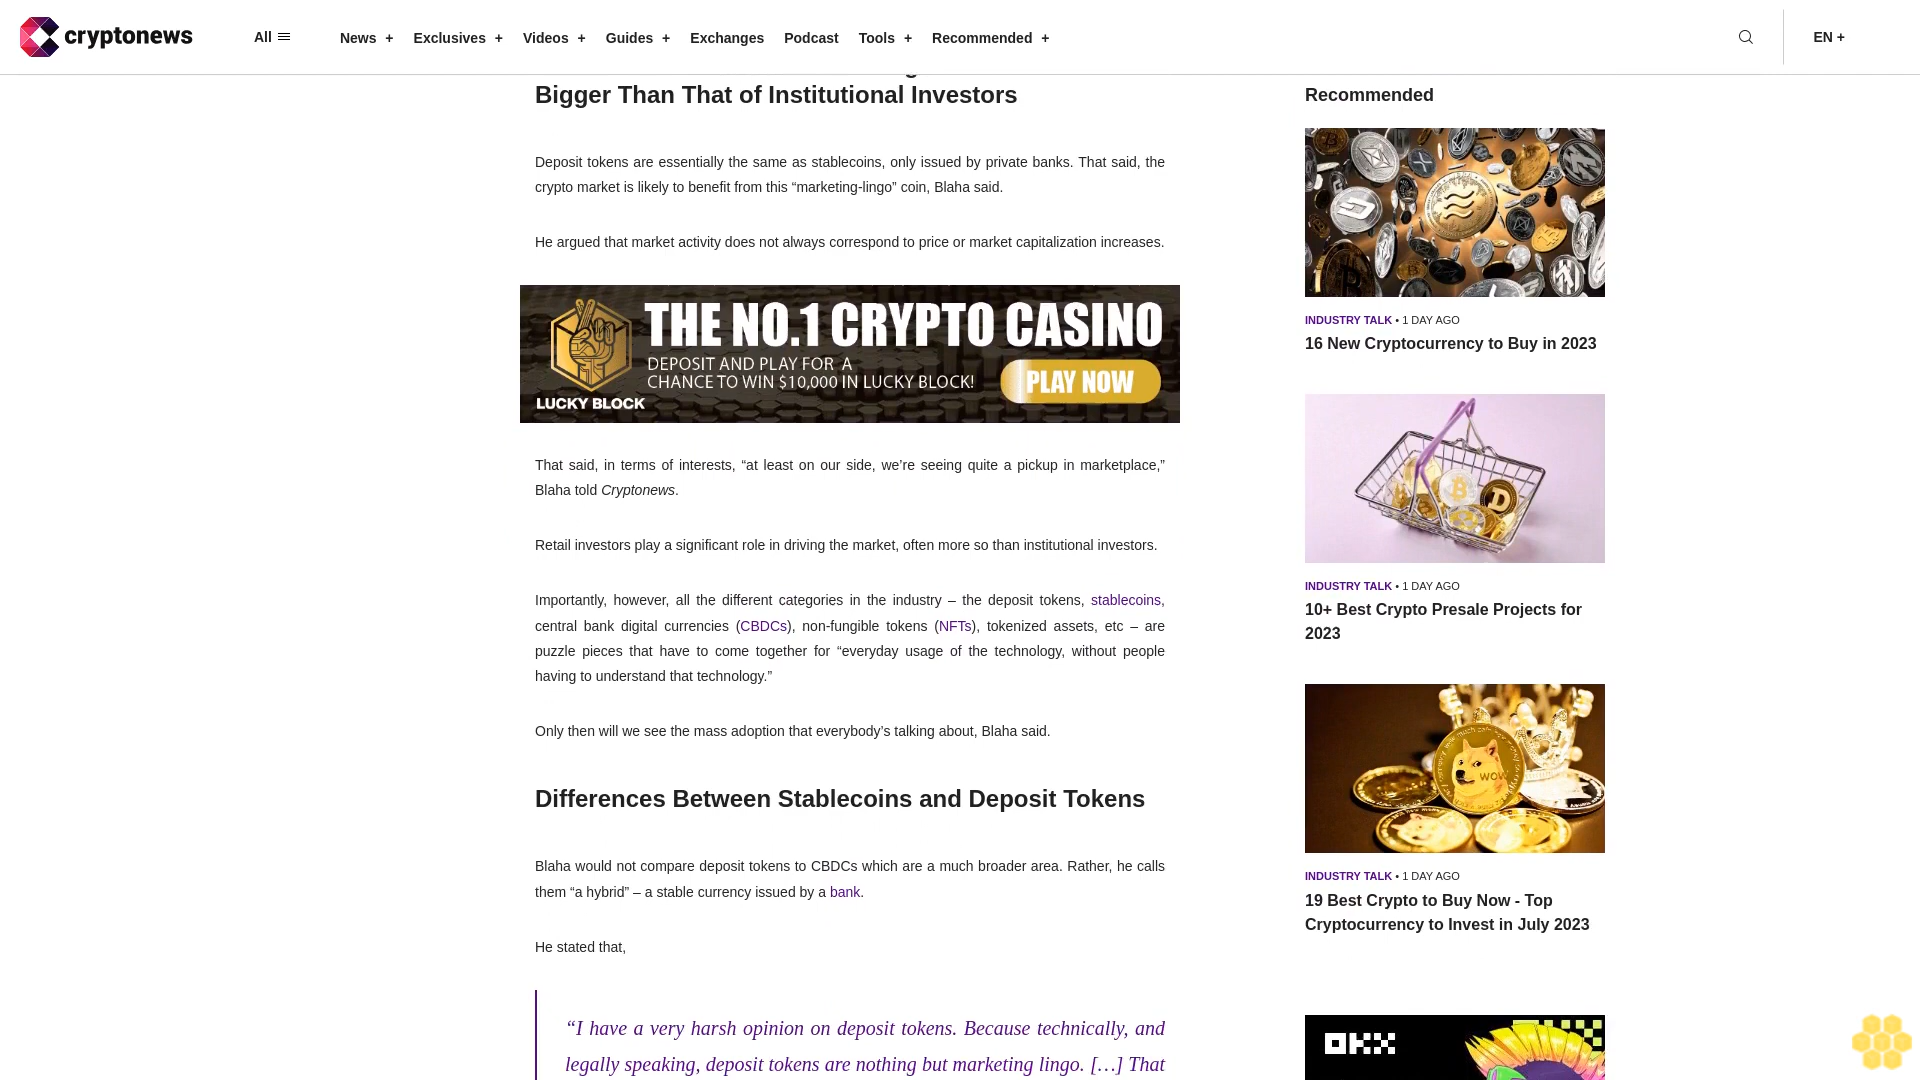 cryptonews
All
News +
Exclusives +
Videos +
Guides +
Exchanges
Podcast
Tools +
Recommended +
EN +
Bigger Than That of Institutional Investors
Deposit tokens are essentially the same as stablecoins, only issued by private banks. That said, the
crypto market is likely to benefit from this “marketing-lingo” coin, Blaha said.
He argued that market activity does not always correspond to price or market capitalization increases.
THE NO.1 CRYPTO CASINO
DEPOSIT AND PLAY FOR A
CHANCE TO WIN $10,000 IN LUCKY BLOCK!
PLAY NOW
LUCKY BLOCK
That said, in terms of interests, “at least on our side, we’re seeing quite a pickup in marketplace,”
Blaha told Cryptonews.
Retail investors play a significant role in driving the market, often more so than institutional investors.
Importantly, however, all the different categories in the industry – the deposit tokens, stablecoins,
central bank digital currencies (CBDCs), non-fungible tokens (NFTs), tokenized assets, etc – are
puzzle pieces that have to come together for “everyday usage of the technology, without people
having to understand that technology.”
Only then will we see the mass adoption that everybody’s talking about, Blaha said.
Differences Between Stablecoins and Deposit Tokens
Blaha would not compare deposit tokens to CBDCs which are a much broader area. Rather, he calls
them “a hybrid” – a stable currency issued by a bank.
He stated that,
“I have a very harsh opinion on deposit tokens. Because technically, and
legally speaking, deposit tokens are nothing but marketing lingo. […] That
Recommended
INDUSTRY TALK • 1 DAY AGO
16 New Cryptocurrency to Buy in 2023
INDUSTRY TALK • 1 DAY AGO
10+ Best Crypto Presale Projects for
2023
WOW
INDUSTRY TALK • 1 DAY AGO
19 Best Crypto to Buy Now - Top
Cryptocurrency to Invest in July 2023
OKX